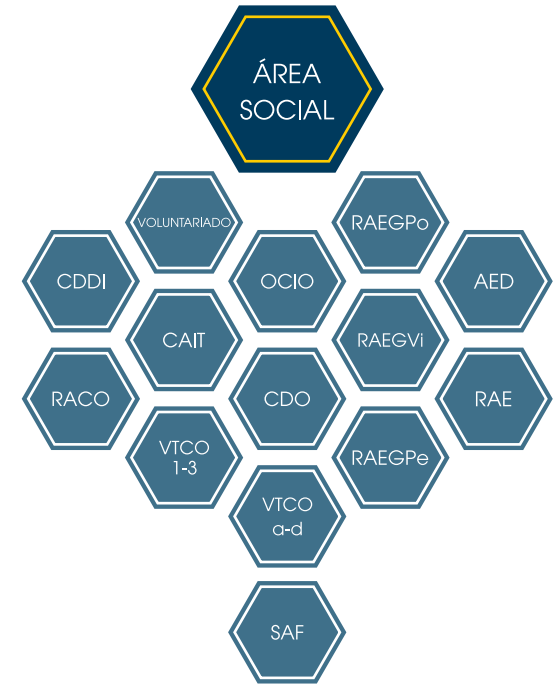 ÁREA
SOCIAL
VOLUNTARIADO
RAEGPo
CDDI
OCIO
AED
CAIT
RAEGVi
RACO
CDO
RAE
VTCO
1-3
RAEGPe
VTCO
a-d
SAF